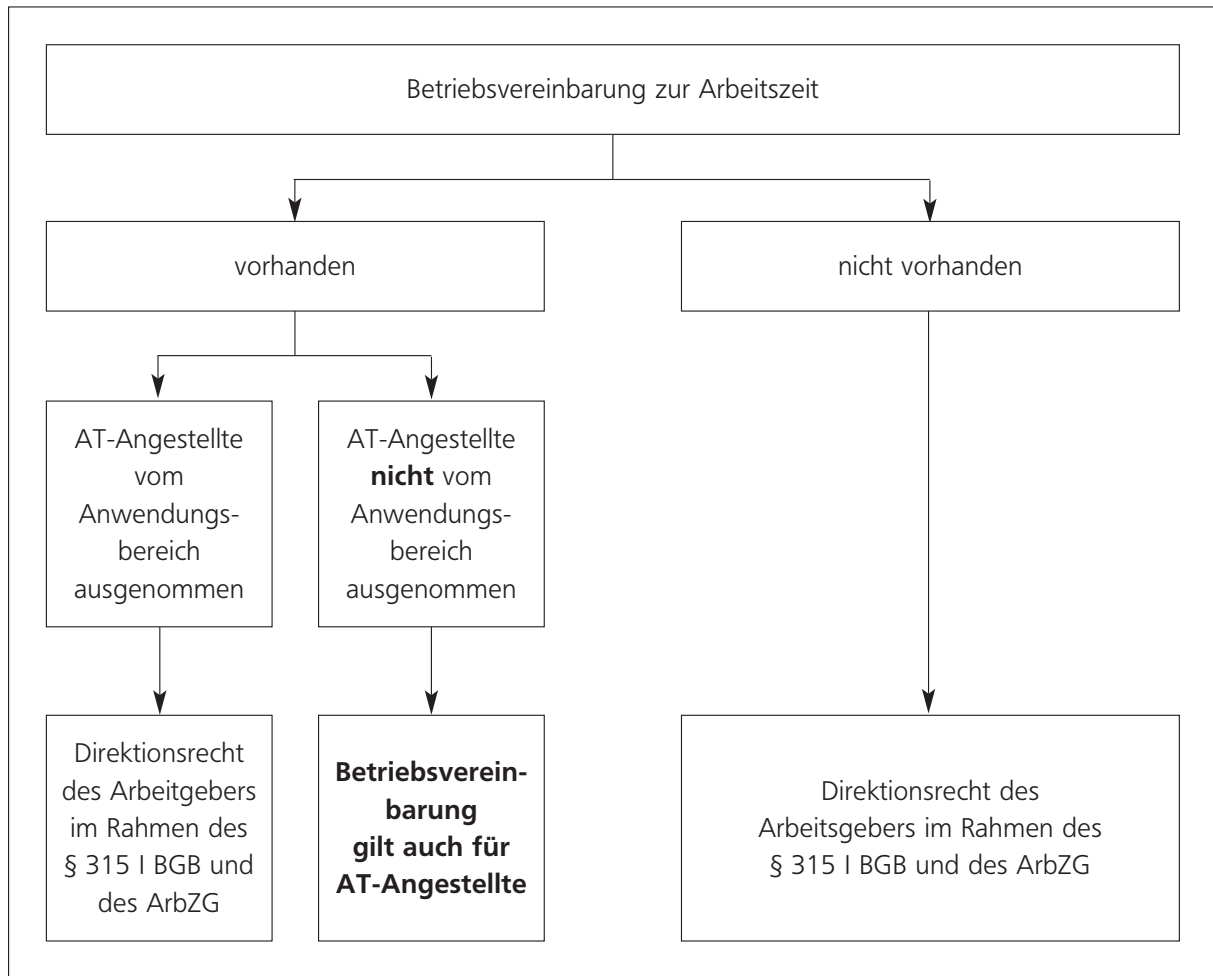 Betriebsvereinbarung zur Arbeitszeit
vorhanden
nicht vorhanden
AT-Angestellte
vom
Anwendungs-
bereich
ausgenommen
AT-Angestellte
nicht vom
Anwendungs-
bereich
ausgenommen
Direktionsrecht
des Arbeitgebers
im Rahmen des
§ 315 I BGB und
des ArbZG
Betriebsverein-
barung
gilt auch für
AT-Angestellte
Direktionsrecht des
Arbeitsgebers im Rahmen des
§ 315 I BGB und des ArbZG